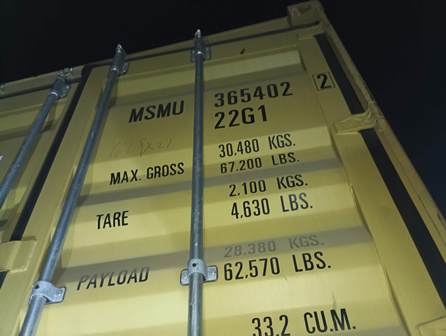 MSMU 365402 2
22G1
MAX. GROSS 30.480 KGS.
67.200 LBS.
TARE 2.100 KGS.
4.630 LBS.
PAYLOAD 28.380 KGS.
62,570 LBS.
33.2 CU.M.